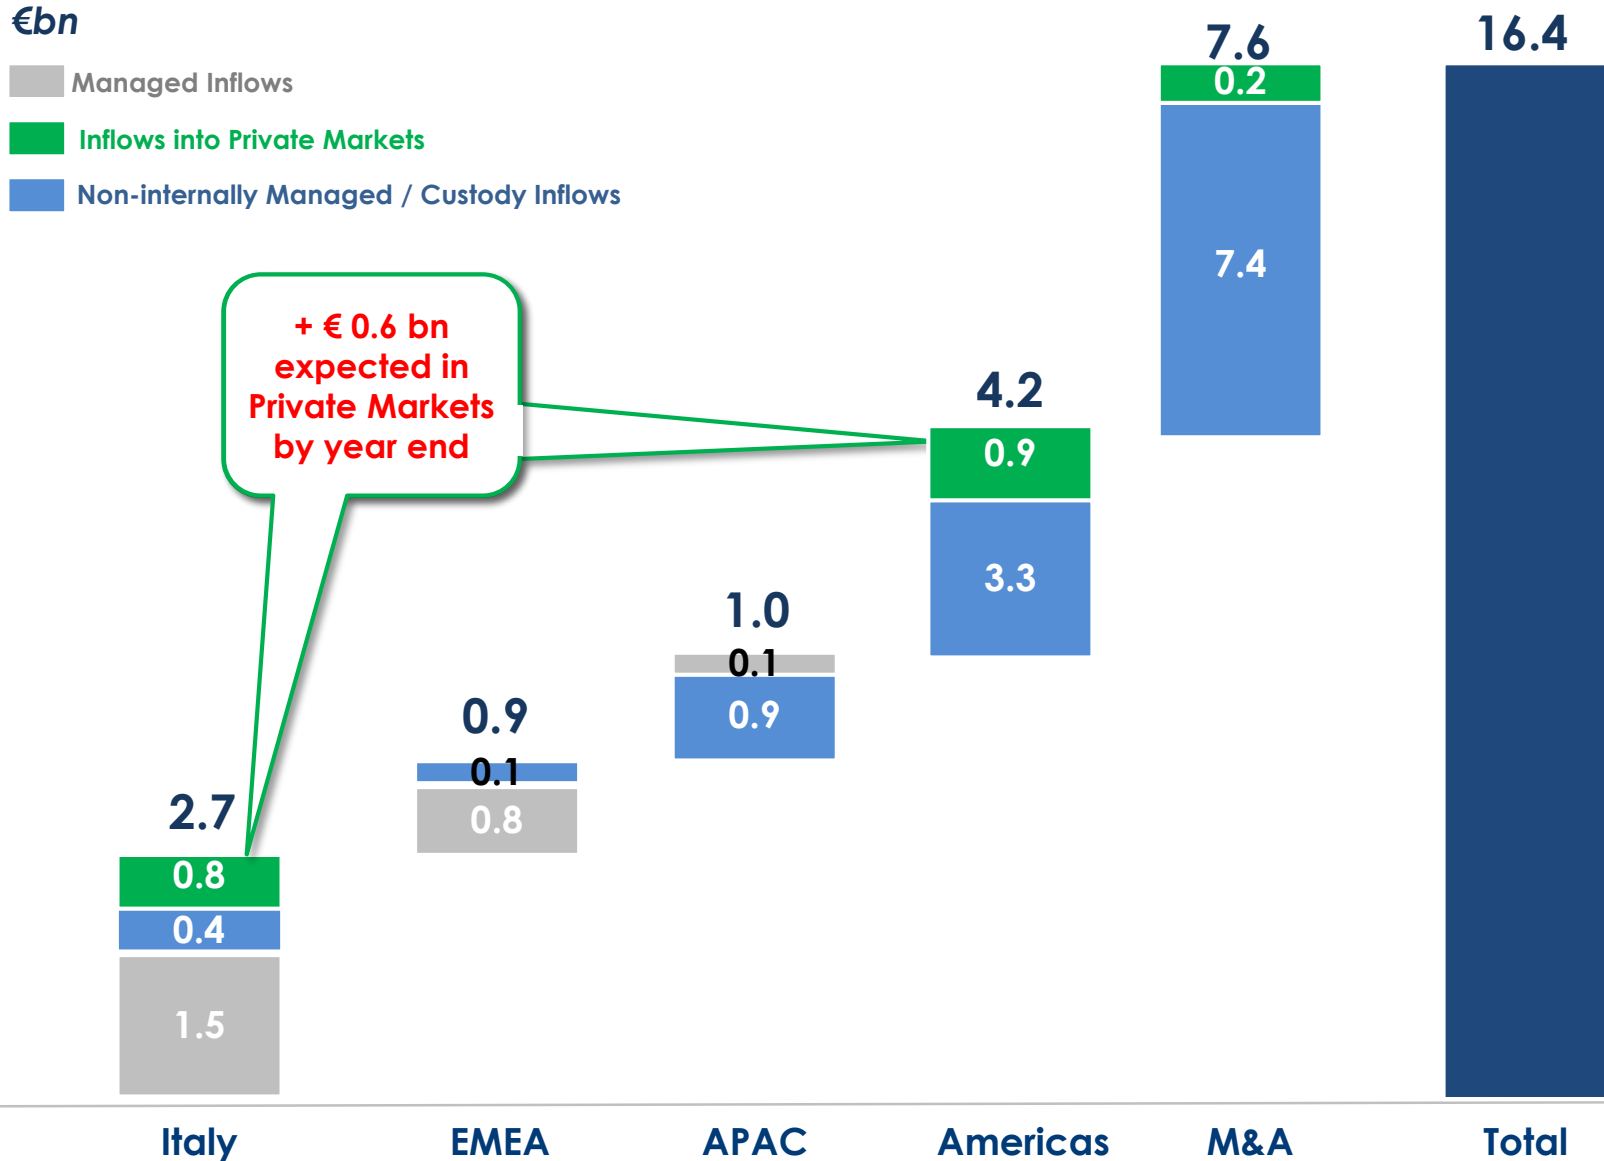 €bn
Managed Inflows
Inflows into Private Markets
Non-internally Managed / Custody Inflows
+ € 0.6 bn
expected in
Private Markets
by year end
2.7
0.8
0.4
1.5
0.9
0.1
0.8
1.0
0.1
0.9
4.2
0.9
3.3
7.6
0.2
7.4
16.4
Italy
EMEA
APAC
Americas
M&A
Total